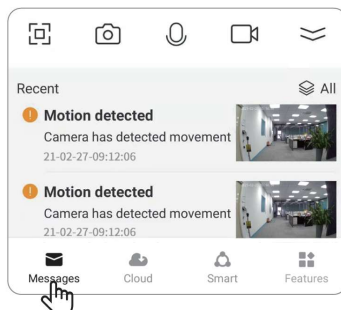 Recent All
Motion detected
Camera has detected movement
21-02-27-09:12:06
Motion detected
Camera has detected movement
21-02-27-09:12:06
Messages Cloud Smart Features